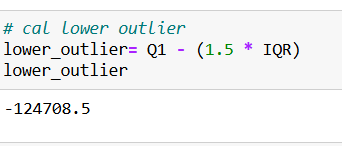 # cal lower outlier
lower_outlier= Q1 - (1.5 * IQR)
lower_outlier
-124708.5